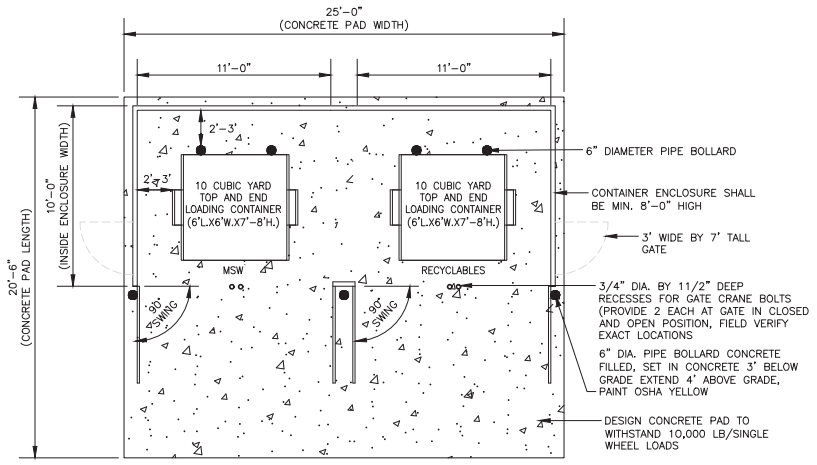 25'-0"
(CONCRETE PAD WIDTH)
11'-0"
11'-0"
2'-3'
2'-3'
10'-0"
(INSIDE ENCLOSURE WIDTH)
20'-6"
(CONCRETE PAD LENGTH)
10 CUBIC YARD
TOP AND END
LOADING CONTAINER
(6'L.X6'W.X7'-8'H.)
10 CUBIC YARD
TOP AND END
LOADING CONTAINER
(6'L.X6'W.X7'-8'H.)
MSW
RECYCLABLES
90°
SWING
90°
SWING
6" DIAMETER PIPE BOLLARD
CONTAINER ENCLOSURE SHALL
BE MIN. 8'-0" HIGH
3' WIDE BY 7' TALL
GATE
3/4" DIA. BY 11/2" DEEP
RECESSES FOR GATE CRANE BOLTS
(PROVIDE 2 EACH AT GATE IN CLOSED
AND OPEN POSITION, FIELD VERIFY
EXACT LOCATIONS
6" DIA. PIPE BOLLARD CONCRETE
FILLED, SET IN CONCRETE 3' BELOW
GRADE EXTEND 4' ABOVE GRADE,
PAINT OSHA YELLOW
DESIGN CONCRETE PAD TO
WITHSTAND 10,000 LB/SINGLE
WHEEL LOADS